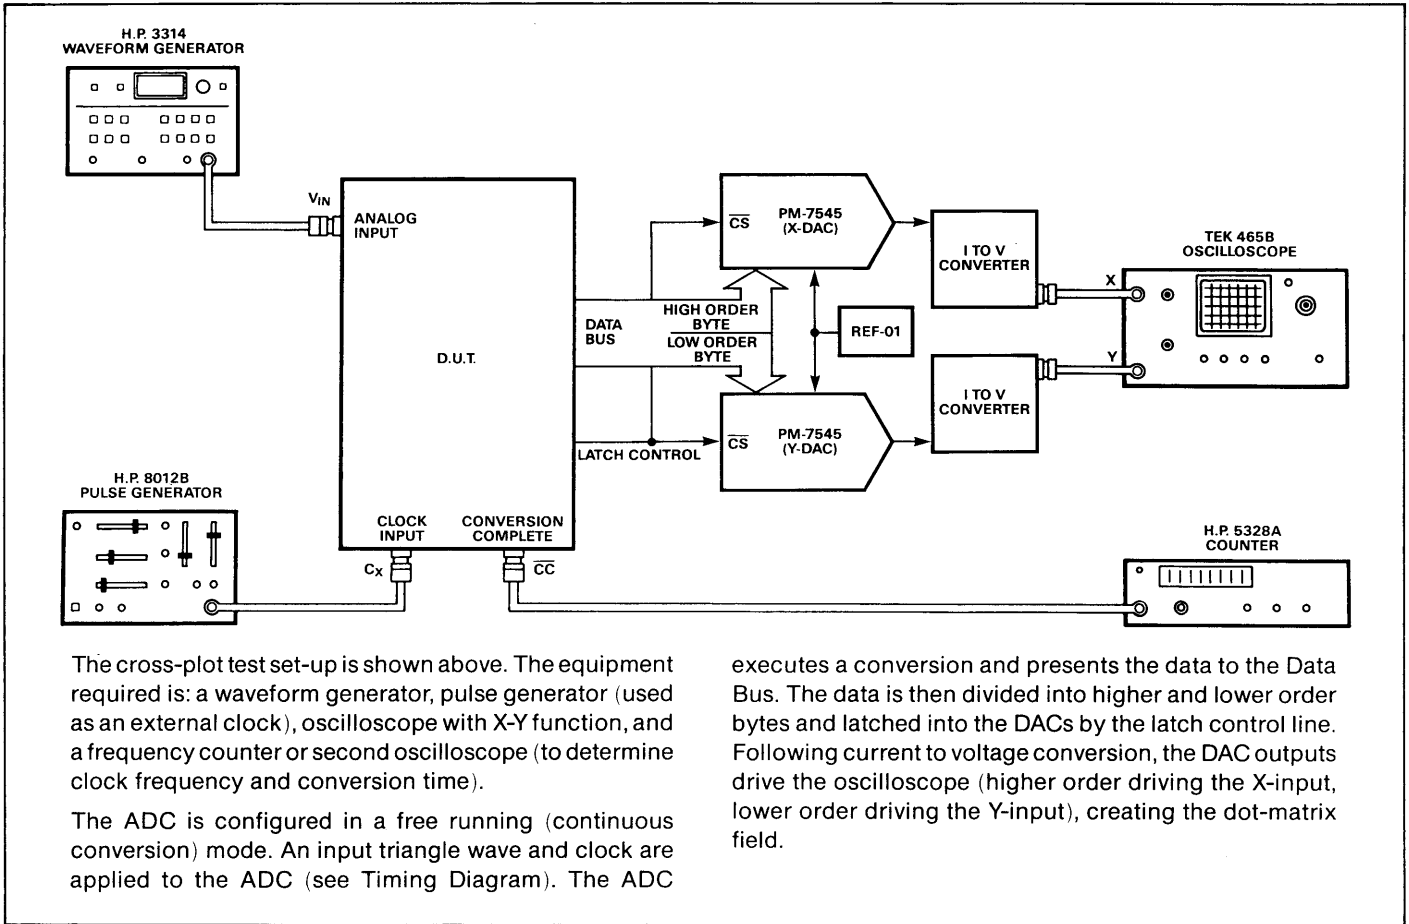 H.P. 3314
WAVEFORM GENERATOR
VIN
ANALOG
INPUT
D.U.T.
CLOCK
INPUT
CONVERSION
COMPLETE
CX
CC
H.P. 8012B
PULSE GENERATOR
DATA
BUS
HIGH ORDER
BYTE
LOW ORDER
BYTE
LATCH CONTROL
CS
PM-7545
(X-DAC)
REF-01
CS
PM-7545
(Y-DAC)
I TO V
CONVERTER
I TO V
CONVERTER
TEK 465B
OSCILLOSCOPE
X
Y
H.P. 5328A
COUNTER
The cross-plot test set-up is shown above. The equipment
required is: a waveform generator, pulse generator (used
as an external clock), oscilloscope with X-Y function, and
a frequency counter or second oscilloscope (to determine
clock frequency and conversion time).
The ADC is configured in a free running (continuous
conversion) mode. An input triangle wave and clock are
applied to the ADC (see Timing Diagram). The ADC
executes a conversion and presents the data to the Data
Bus. The data is then divided into higher and lower order
bytes and latched into the DACs by the latch control line.
Following current to voltage conversion, the DAC outputs
drive the oscilloscope (higher order driving the X-input,
lower order driving the Y-input), creating the dot-matrix
field.